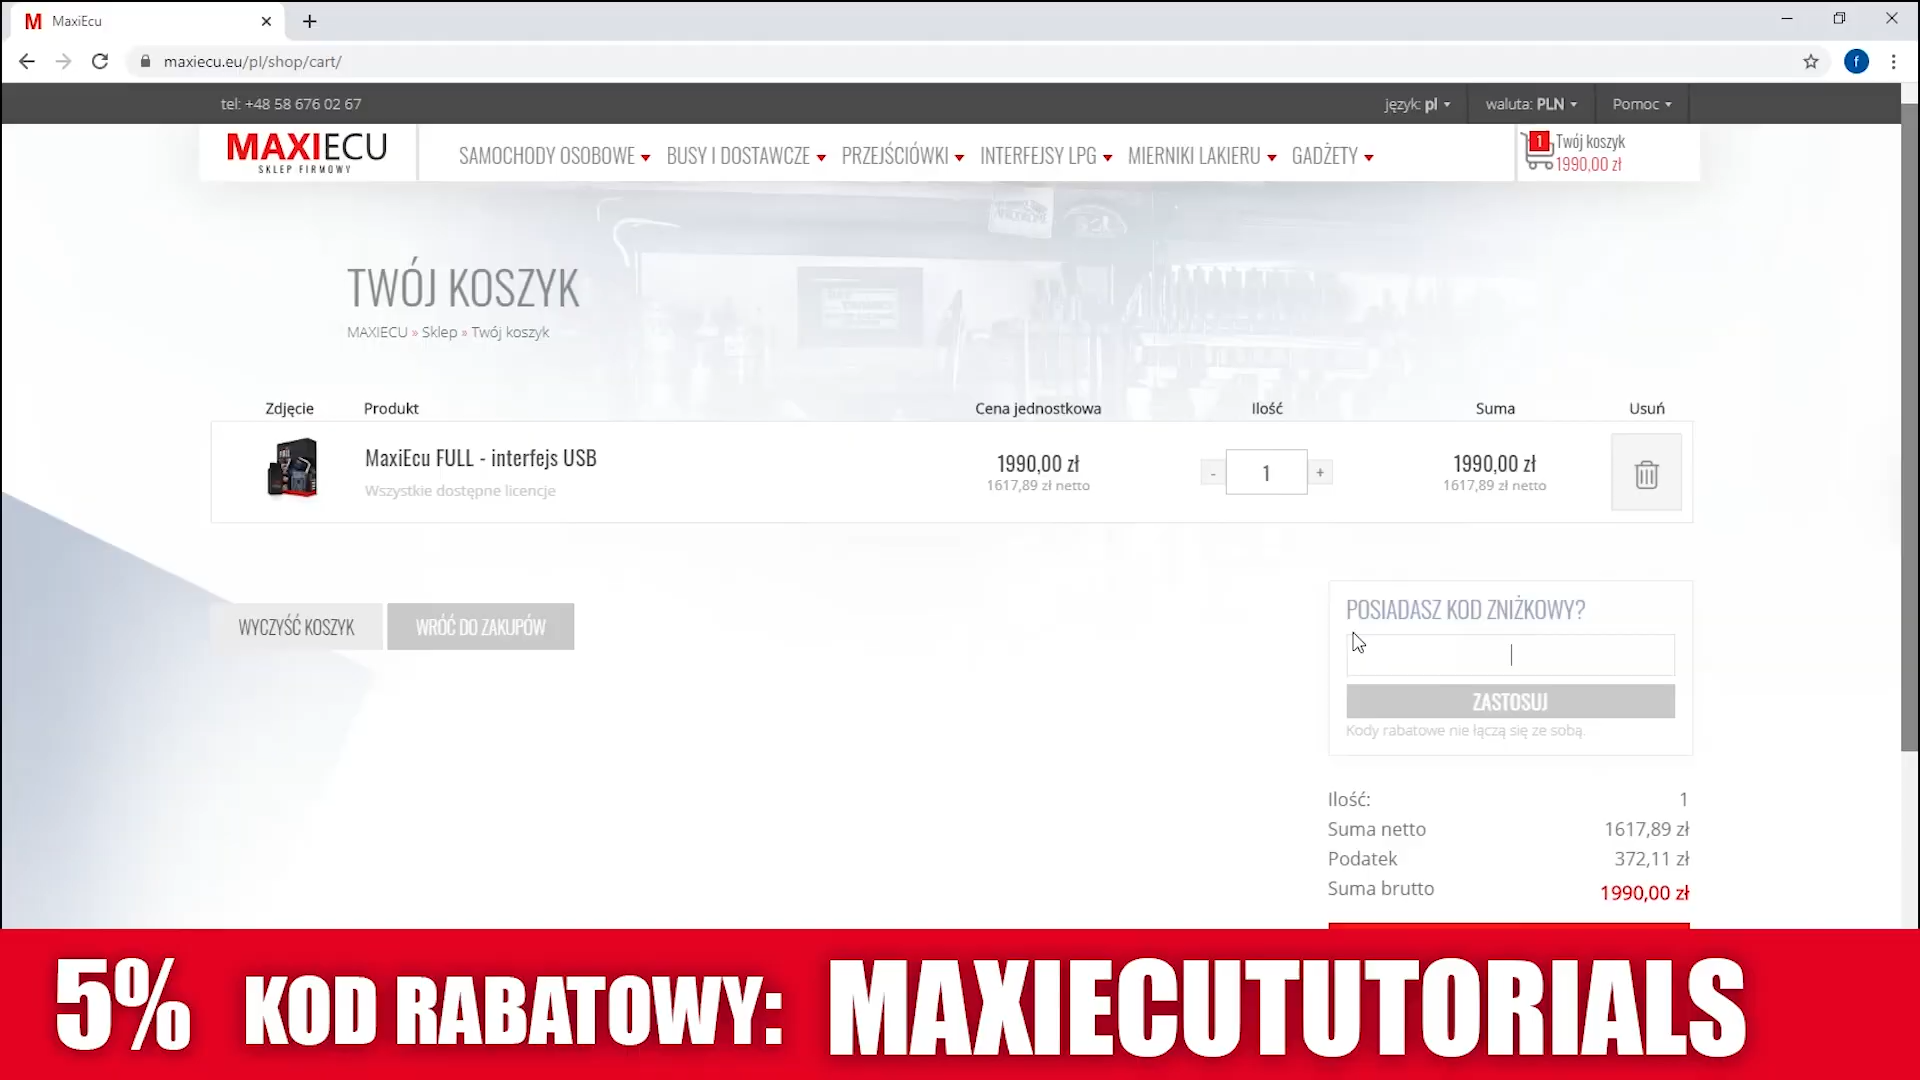 M MaxiEcu
maxiecu.eu/pl/shop/cart/
f
tel: +48 58 676 02 67
język: pl
waluta: PLN
Pomoc
MAXIECU
SKLEP FIRMOWY
SAMOCHODY OSOBOWE
BUSY I DOSTAWCZE
PRZEJŚCIÓWKI
INTERFEJSY LPG
MIERNIKI LAKIERU
GADŻETY
1
Twój koszyk
1990,00 zł
TWÓJ KOSZYK
MAXIECU » Sklep » Twój koszyk
Zdjęcie Produkt Cena jednostkowa Ilość Suma Usuń
MaxiEcu FULL - interfejs USB
Wszystkie dostępne licencje
1990,00 zł
1617,89 zł netto
- 1 +
1990,00 zł
1617,89 zł netto
WYCZYŚĆ KOSZYK
WRÓĆ DO ZAKUPÓW
POSIADASZ KOD ZNIŻKOWY?
ZASTOSUJ
Kody rabatowe nie łączą się ze sobą.
Ilość: 1
Suma netto 1617,89 zł
Podatek 372,11 zł
Suma brutto 1990,00 zł
5% KOD RABATOWY: MAXIECUTUTORIALS